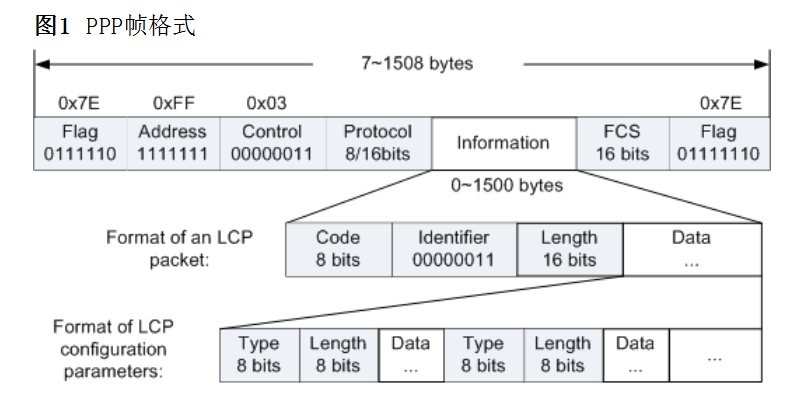 图1 PPP帧格式
7~1508 bytes
0x7E 0xFF 0x03 0x7E
Flag Address Control Protocol Information FCS Flag
0111110 1111111 00000011 8/16bits 16 bits 01111110
0~1500 bytes
Format of an LCP packet:
Code Identifier Length Data
8 bits 00000011 16 bits ...
Format of LCP configuration parameters:
Type Length Data Type Length Data ...
8 bits 8 bits ... 8 bits 8 bits ...